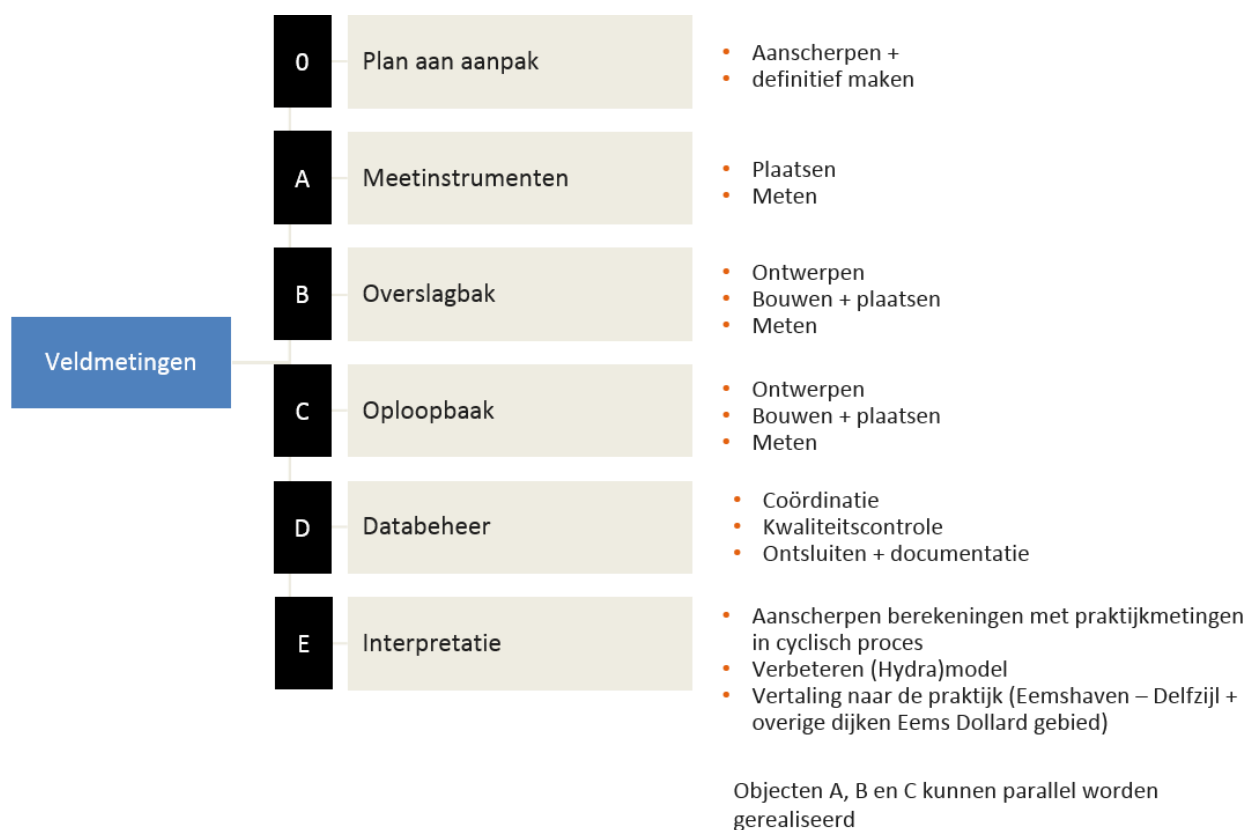 0
Plan aan aanpak
• Aanscherpen +
• definitief maken
A
Meetinstrumenten
• Plaatsen
• Meten
B
Overslagbak
• Ontwerpen
• Bouwen + plaatsen
• Meten
Veldmetingen
C
Oploopbaak
• Ontwerpen
• Bouwen + plaatsen
• Meten
D
Databeheer
• Coördinatie
• Kwaliteitscontrole
• Ontsluiten + documentatie
E
Interpretatie
• Aanscherpen berekeningen met praktijkmetingen
in cyclisch proces
• Verbeteren (Hydra)model
• Vertaling naar de praktijk (Eemshaven – Delfzijl +
overige dijken Eems Dollard gebied)
Objecten A, B en C kunnen parallel worden
gerealiseerd